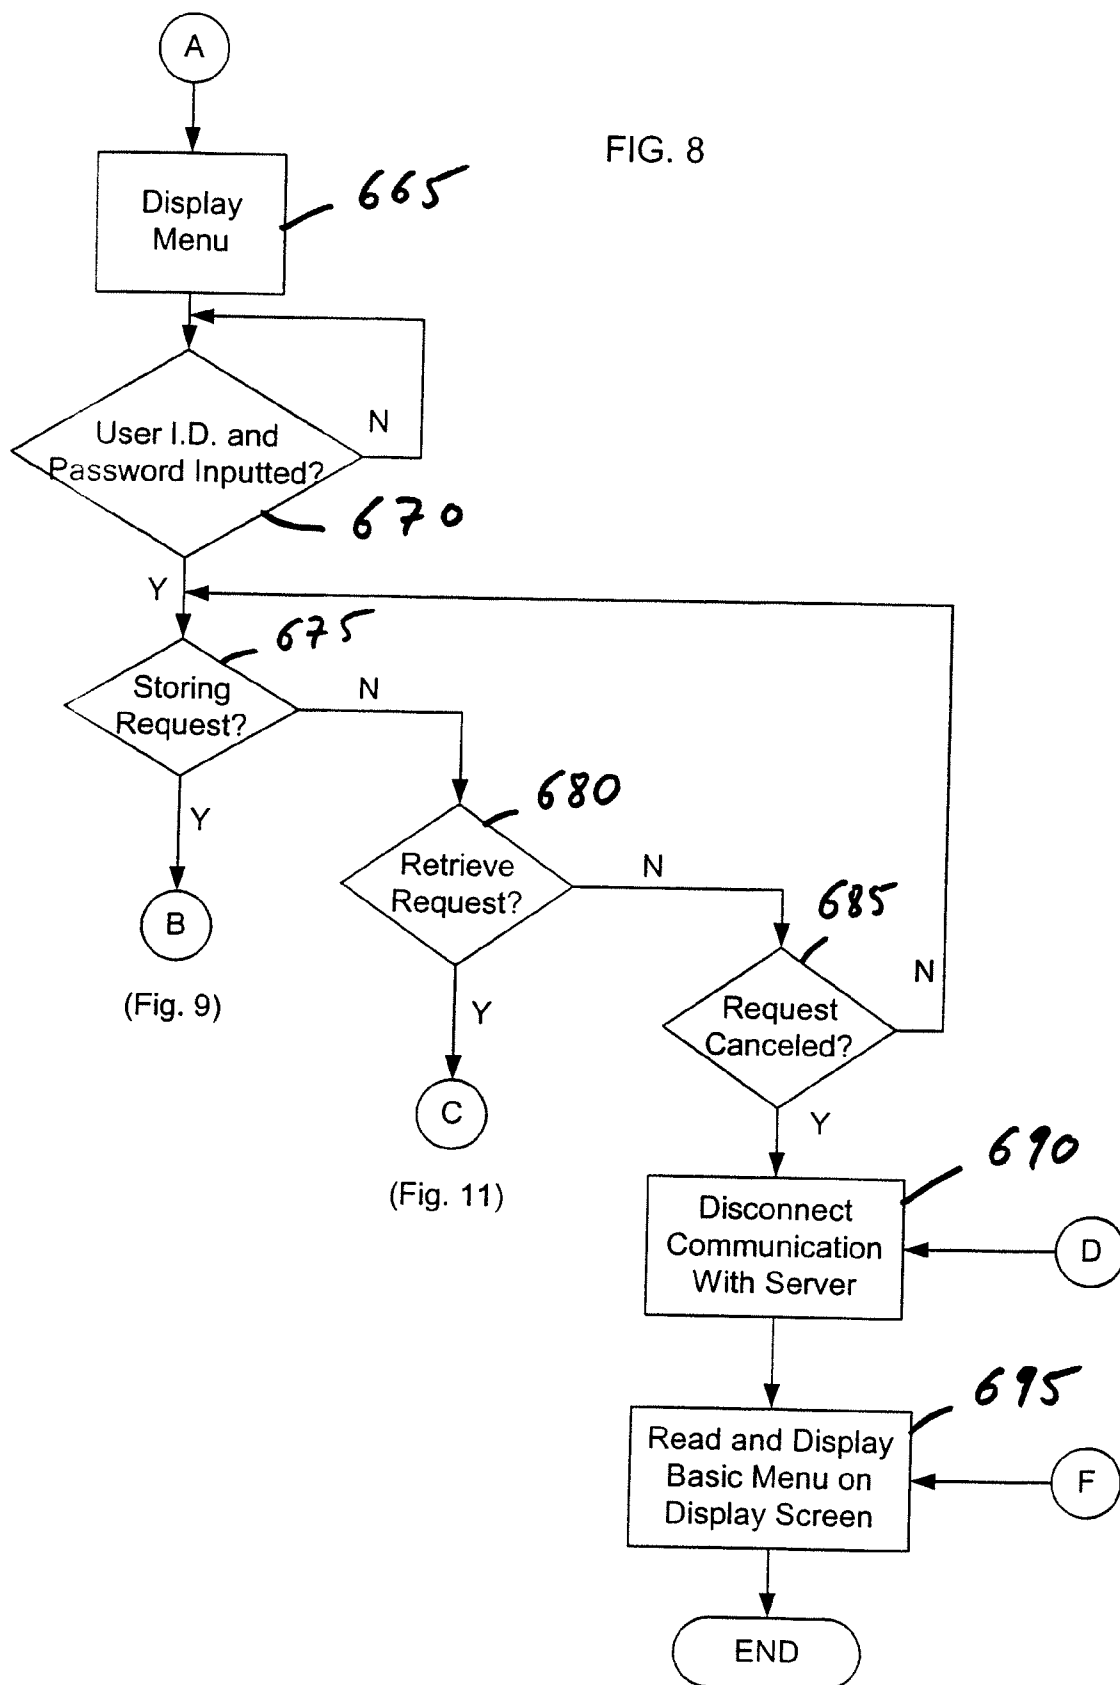 A
FIG. 8
665
Display
Menu
N
User I.D. and
Password Inputted?
670
Y
675
Storing
Request?
N
680
Y
Retrieve
Request?
N
685
B
(Fig. 9)
Y
Request
Canceled?
N
C
(Fig. 11)
Y
690
Disconnect
Communication
With Server
D
695
Read and Display
Basic Menu on
Display Screen
F
END